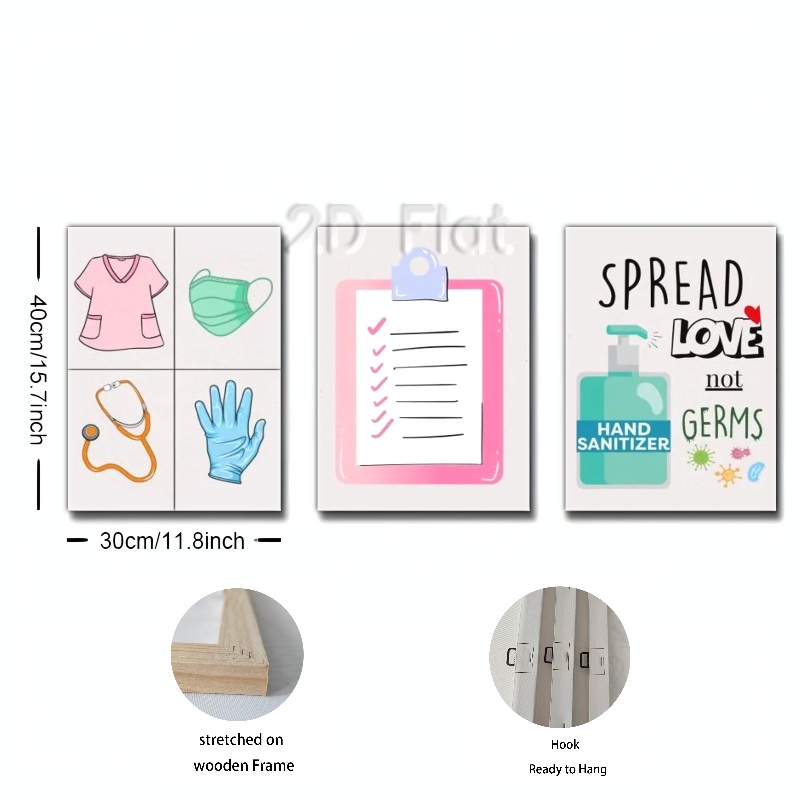 2D Flat
40cm/15.7inch
30cm/11.8inch
SPREAD
LOVE
not
GERMS
HAND
SANITIZER
stretched on
wooden Frame
Hook
Ready to Hang